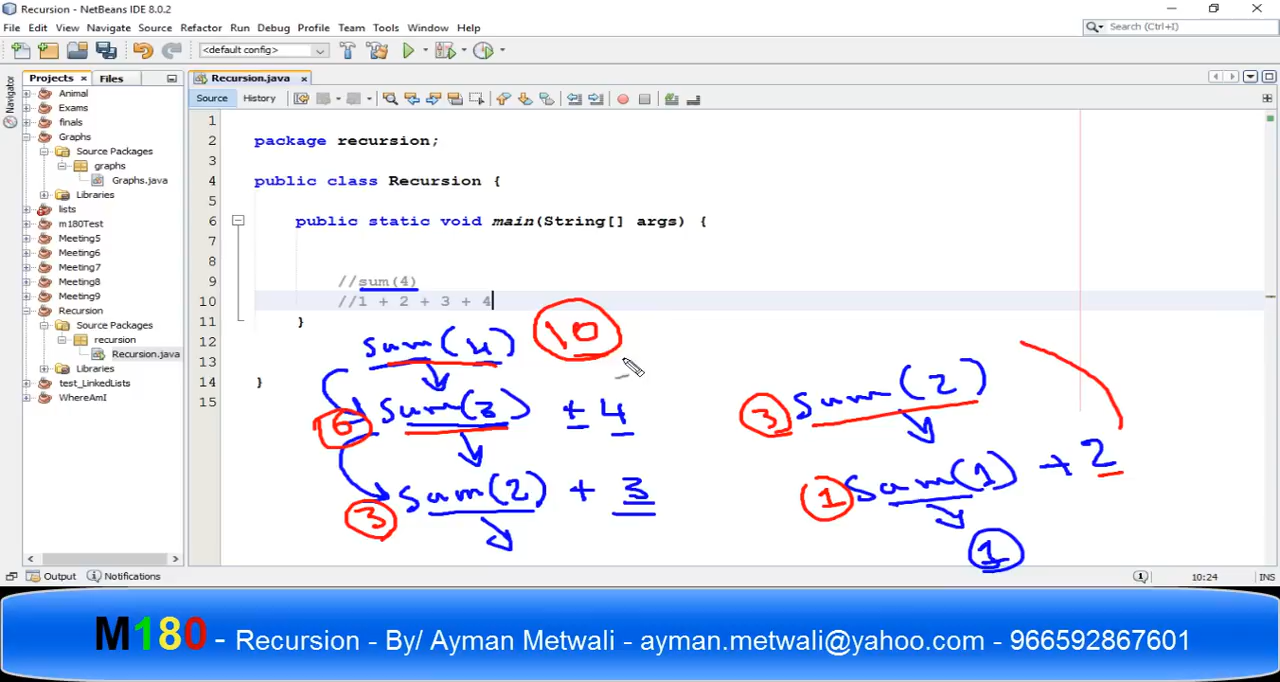 Recursion - NetBeans IDE 8.0.2
File Edit View Navigate Source Refactor Run Debug Profile Team Tools Window Help
Search (Ctrl+I)
<default config>
Projects Files
Recursion.java
Navigator
Source History
Animal
Exams
finals
Graphs
Source Packages
graphs
Graphs.java
Libraries
lists
m180Test
Meeting5
Meeting6
Meeting7
Meeting8
Meeting9
Recursion
Source Packages
recursion
Recursion.java
Libraries
test_LinkedLists
WhereAmI
1
2 package recursion;
3
4 public class Recursion {
5
6 public static void main(String[] args) {
7
8
9 //sum(4)
10 //1 + 2 + 3 + 4
11 }
12
13
14 }
15
sum(4) 10
6 sum(3) + 4
3 sum(2) + 3
3 sum(2)
1 sum(1) + 2
1
Output Notifications
1 10:24 INS
M180 - Recursion - By/ Ayman Metwali - ayman.metwali@yahoo.com - 966592867601